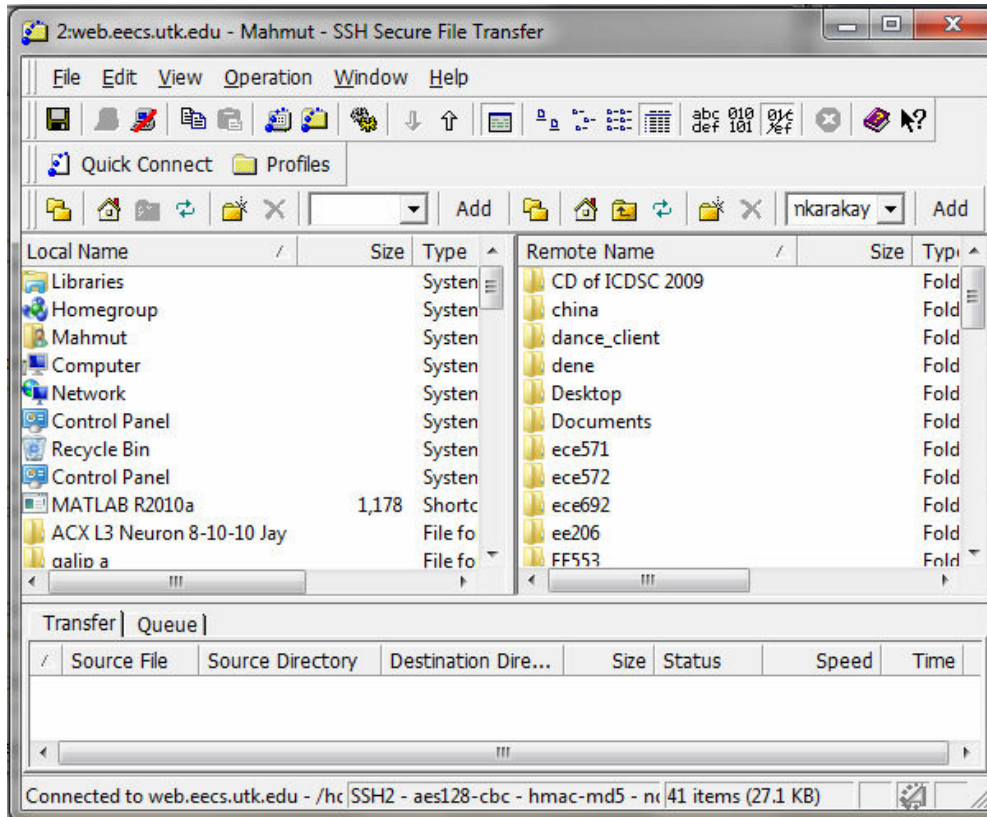 2:web.eecs.utk.edu - Mahmut - SSH Secure File Transfer
File Edit View Operation Window Help
abc def 010 101
Quick Connect Profiles
Add nkarakay Add
Local Name / Size Type
Remote Name / Size Type
Libraries System
Homegroup System
Mahmut System
Computer System
Network System
Control Panel System
Recycle Bin System
Control Panel System
MATLAB R2010a 1,178 Shortc
ACX L3 Neuron 8-10-10 Jay File fo
galip a File fo
CD of ICDSC 2009 Fold
china Fold
dance_client Fold
dene Fold
Desktop Fold
Documents Fold
ece571 Fold
ece572 Fold
ece692 Fold
ee206 Fold
EE553 Fold
Transfer Queue
/ Source File Source Directory Destination Dire... Size Status Speed Time
Connected to web.eecs.utk.edu - /hc SSH2 - aes128-cbc - hmac-md5 - nc 41 items (27.1 KB)